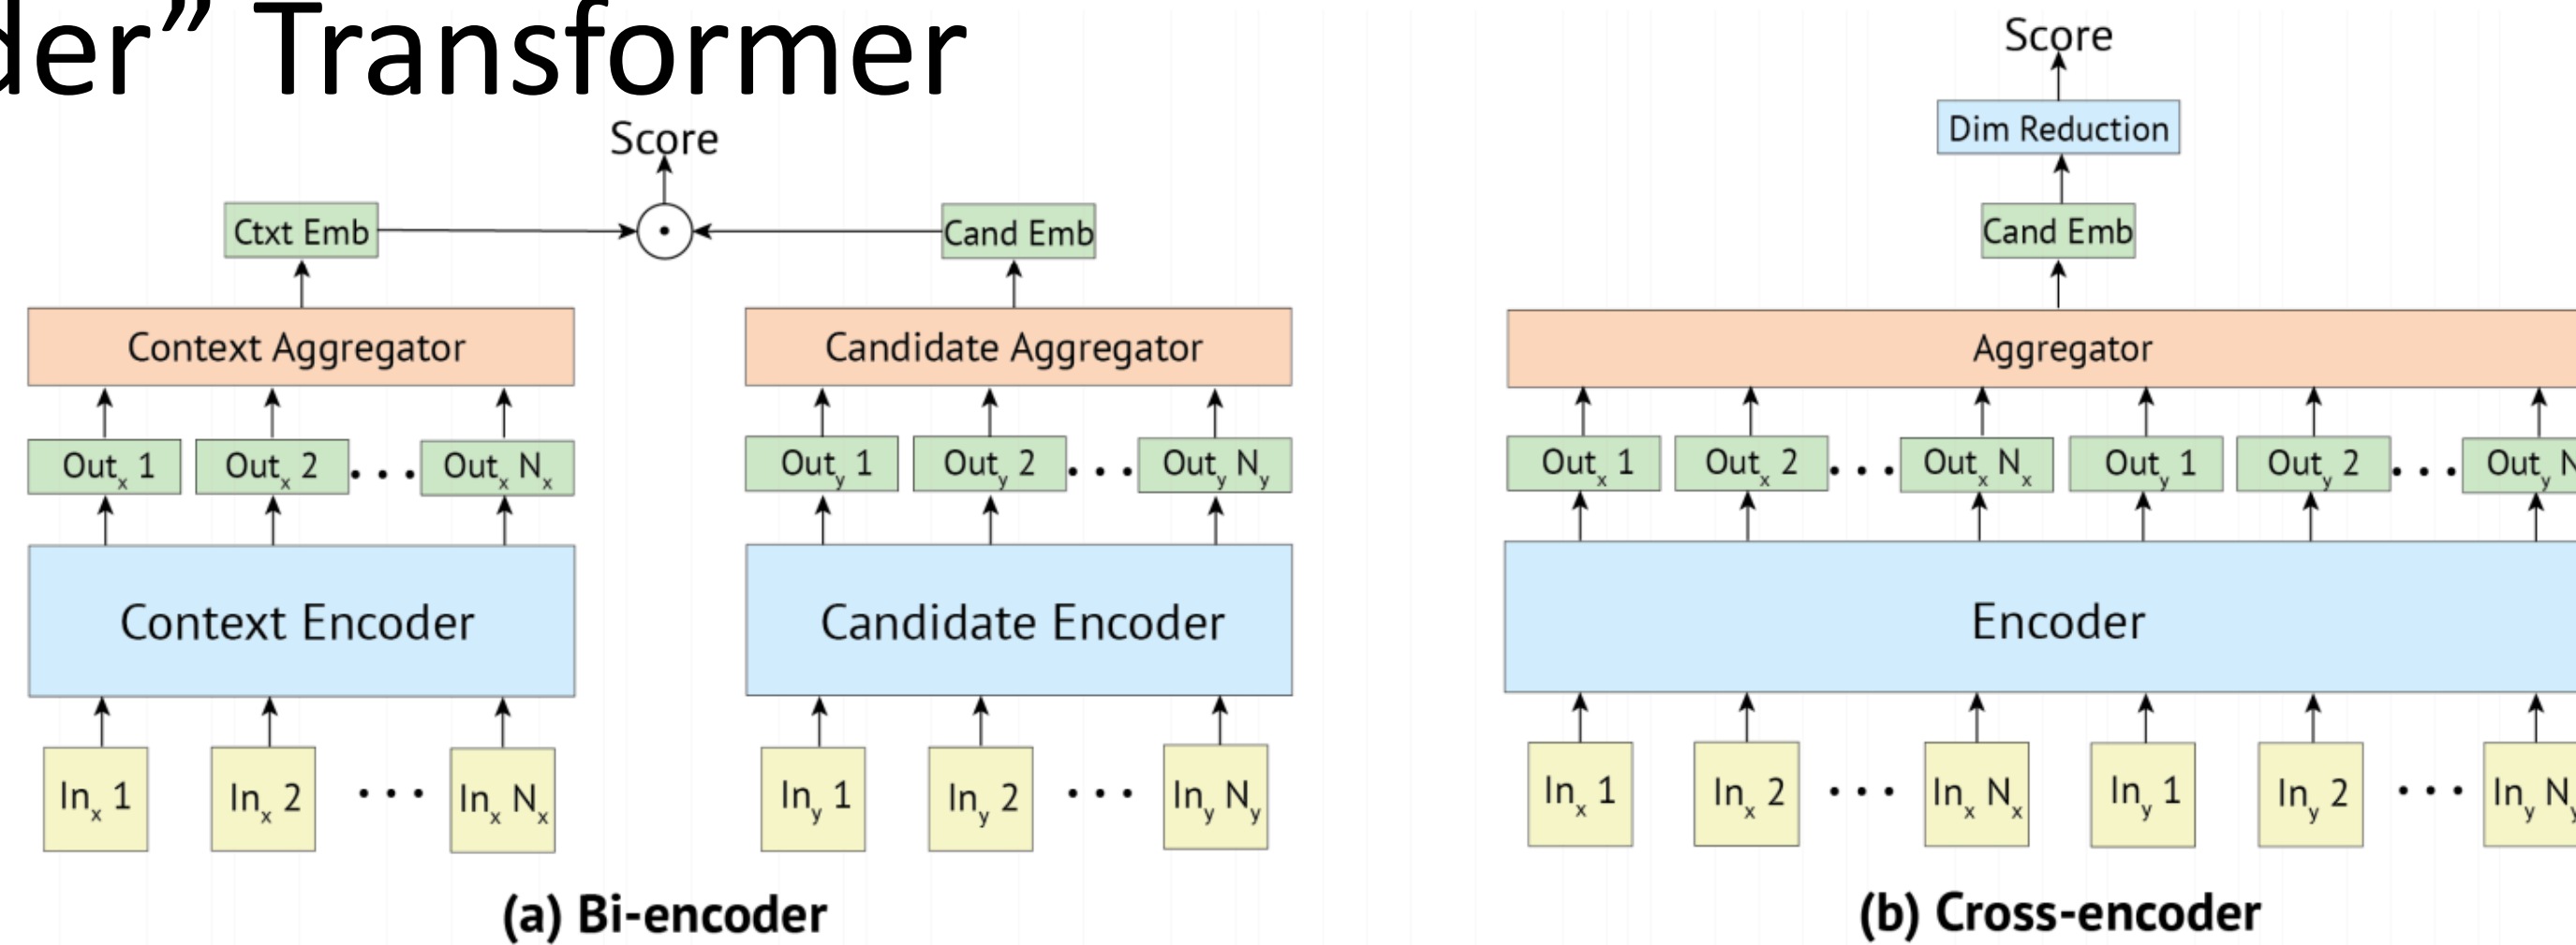 der” Transformer
Score
Ctxt Emb
Cand Emb
Context Aggregator
Candidate Aggregator
Outx 1 Outx 2 ... Outx Nx
Outy 1 Outy 2 ... Outy Ny
Context Encoder
Candidate Encoder
Inx 1 Inx 2 ... Inx Nx
Iny 1 Iny 2 ... Iny Ny
(a) Bi-encoder
Score
Dim Reduction
Cand Emb
Aggregator
Outx 1 Outx 2 ... Outx Nx Outy 1 Outy 2 ... Outy N
Encoder
Inx 1 Inx 2 ... Inx Nx Iny 1 Iny 2 ... Iny Ny
(b) Cross-encoder